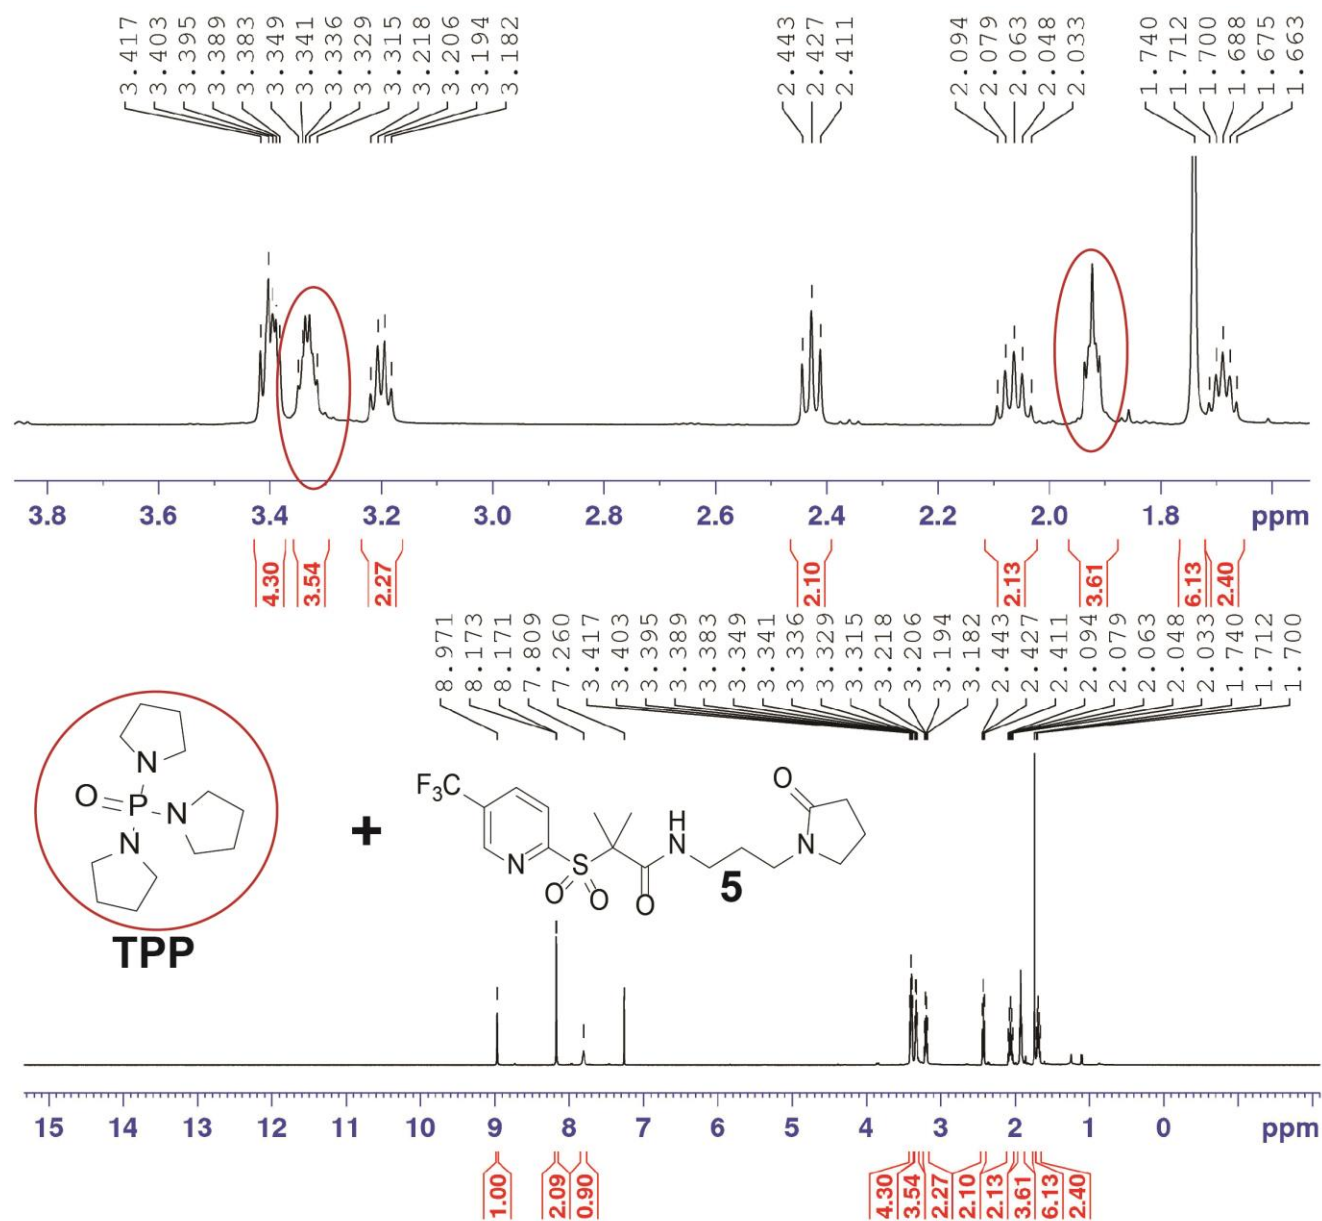 3.417 3.403 3.395 3.389 3.383 3.349 3.341 3.336 3.329 3.315 3.218 3.206 3.194 3.182 2.443 2.427 2.411 2.094 2.079 2.063 2.048 2.033 1.740 1.712 1.700 1.688 1.675 1.663
3.8 3.6 3.4 3.2 3.0 2.8 2.6 2.4 2.2 2.0 1.8 ppm
4.30 3.54 2.27 2.10 2.13 3.61 6.13 2.40
8.971 8.173 8.171 7.809 7.260 3.417 3.403 3.395 3.389 3.383 3.349 3.341 3.336 3.329 3.315 3.218 3.206 3.194 3.182 2.443 2.427 2.411 2.094 2.079 2.063 2.048 2.033 1.740 1.712 1.700
N
O P N
N
TPP
+
F3C
N
S
O O
O
H
N
5
O
N
15 14 13 12 11 10 9 8 7 6 5 4 3 2 1 0 1 ppm
1.00 2.09 0.90 4.30 3.54 2.27 2.10 2.13 3.61 6.13 2.40